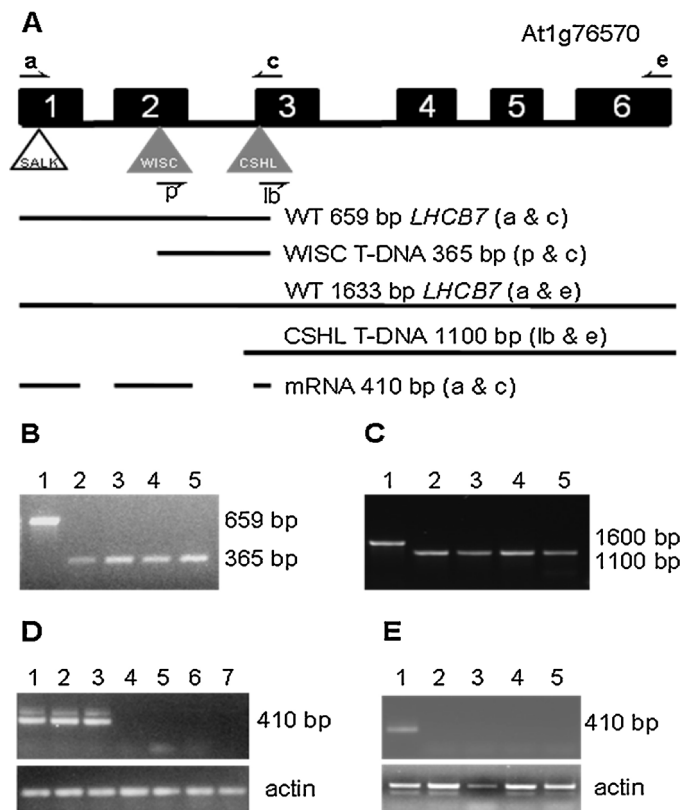 A
At1g76570
a c e
1 2 3 4 5 6
SALK WISC CSHL
p lb
WT 659 bp LHCB7 (a & c)
WISC T-DNA 365 bp (p & c)
WT 1633 bp LHCB7 (a & e)
CSHL T-DNA 1100 bp (lb & e)
mRNA 410 bp (a & c)
B
1 2 3 4 5
659 bp
365 bp
C
1 2 3 4 5
1600 bp
1100 bp
D
1 2 3 4 5 6 7
410 bp
actin
E
1 2 3 4 5
410 bp
actin